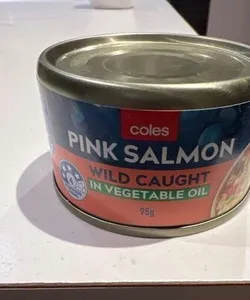 coles
PINK SALMON
WILD CAUGHT
IN VEGETABLE OIL
95g